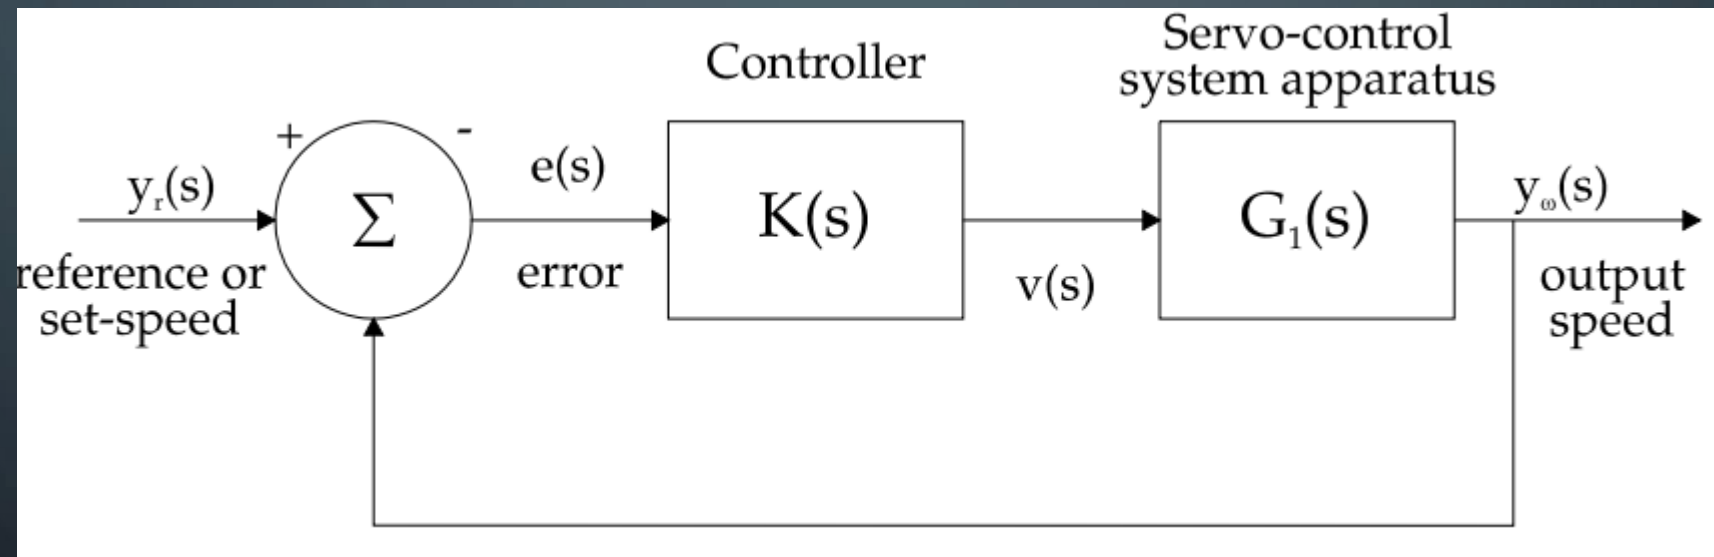 Controller
Servo-control
system apparatus
+
-
yᵣ(s)
e(s)
Σ
K(s)
G₁(s)
y_ω(s)
reference or
set-speed
error
v(s)
output
speed